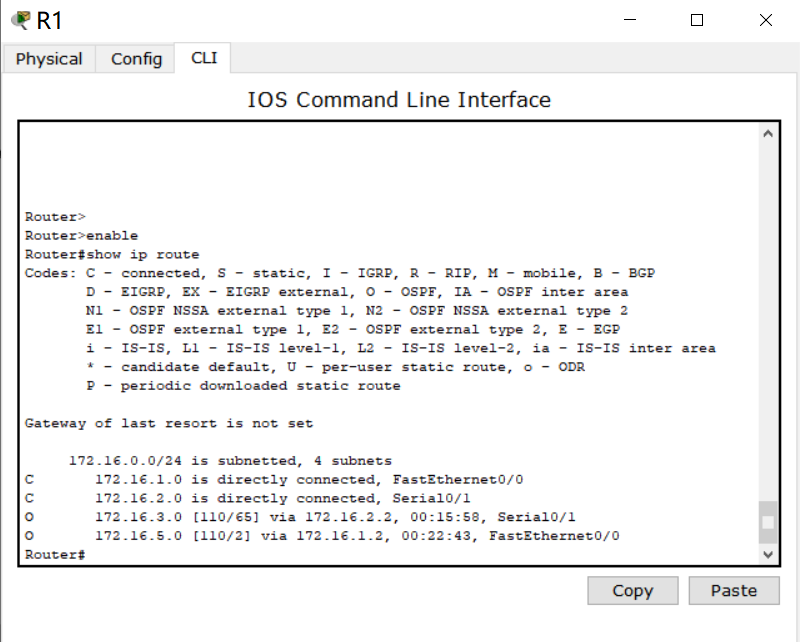 R1
Physical Config CLI
IOS Command Line Interface
Router>
Router>enable
Router#show ip route
Codes: C - connected, S - static, I - IGRP, R - RIP, M - mobile, B - BGP
       D - EIGRP, EX - EIGRP external, O - OSPF, IA - OSPF inter area
       N1 - OSPF NSSA external type 1, N2 - OSPF NSSA external type 2
       E1 - OSPF external type 1, E2 - OSPF external type 2, E - EGP
       i - IS-IS, L1 - IS-IS level-1, L2 - IS-IS level-2, ia - IS-IS inter area
       * - candidate default, U - per-user static route, o - ODR
       P - periodic downloaded static route
Gateway of last resort is not set
     172.16.0.0/24 is subnetted, 4 subnets
C       172.16.1.0 is directly connected, FastEthernet0/0
C       172.16.2.0 is directly connected, Serial0/1
O       172.16.3.0 [110/65] via 172.16.2.2, 00:15:58, Serial0/1
O       172.16.5.0 [110/2] via 172.16.1.2, 00:22:43, FastEthernet0/0
Router#
Copy Paste